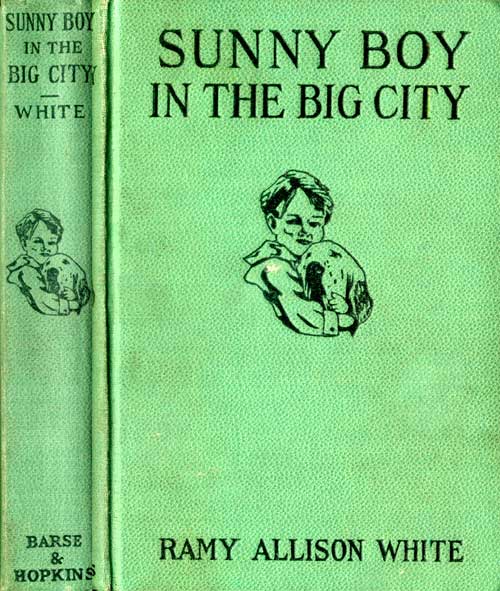 SUNNY BOY
IN THE
BIG CITY
WHITE
BARSE
&
HOPKINS
SUNNY BOY
IN THE BIG CITY
RAMY ALLISON WHITE